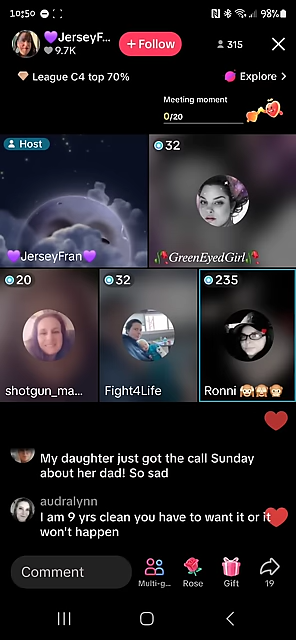 10:50
98%
💜JerseyF...
9.7K
+ Follow
315
League C4 top 70%
Explore >
Meeting moment
0/20
Host
32
💜JerseyFran💜
🥀GreenEyedGirl🥀
20
32
235
shotgun_ma...
Fight4Life
Ronni 🙈🙈🙊
My daughter just got the call Sunday
about her dad! So sad
audralynn
I am 9 yrs clean you have to want it or it
won't happen
Comment
Multi-g...
Rose
Gift
19